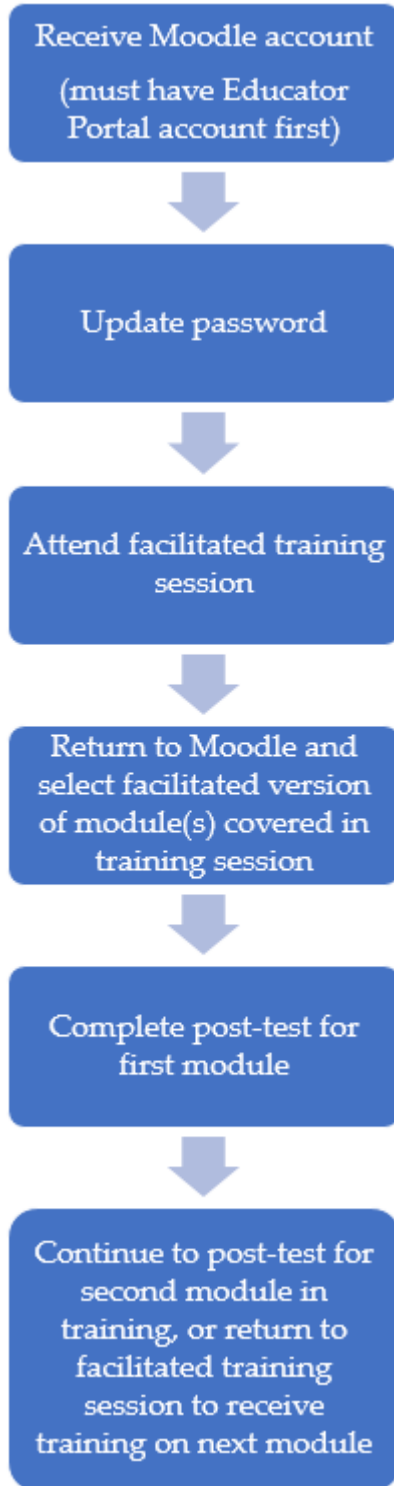 Receive Moodle account
(must have Educator
Portal account first)
Update password
Attend facilitated training
session
Return to Moodle and
select facilitated version
of module(s) covered in
training session
Complete post-test for
first module
Continue to post-test for
second module in
training, or return to
facilitated training
session to receive
training on next module